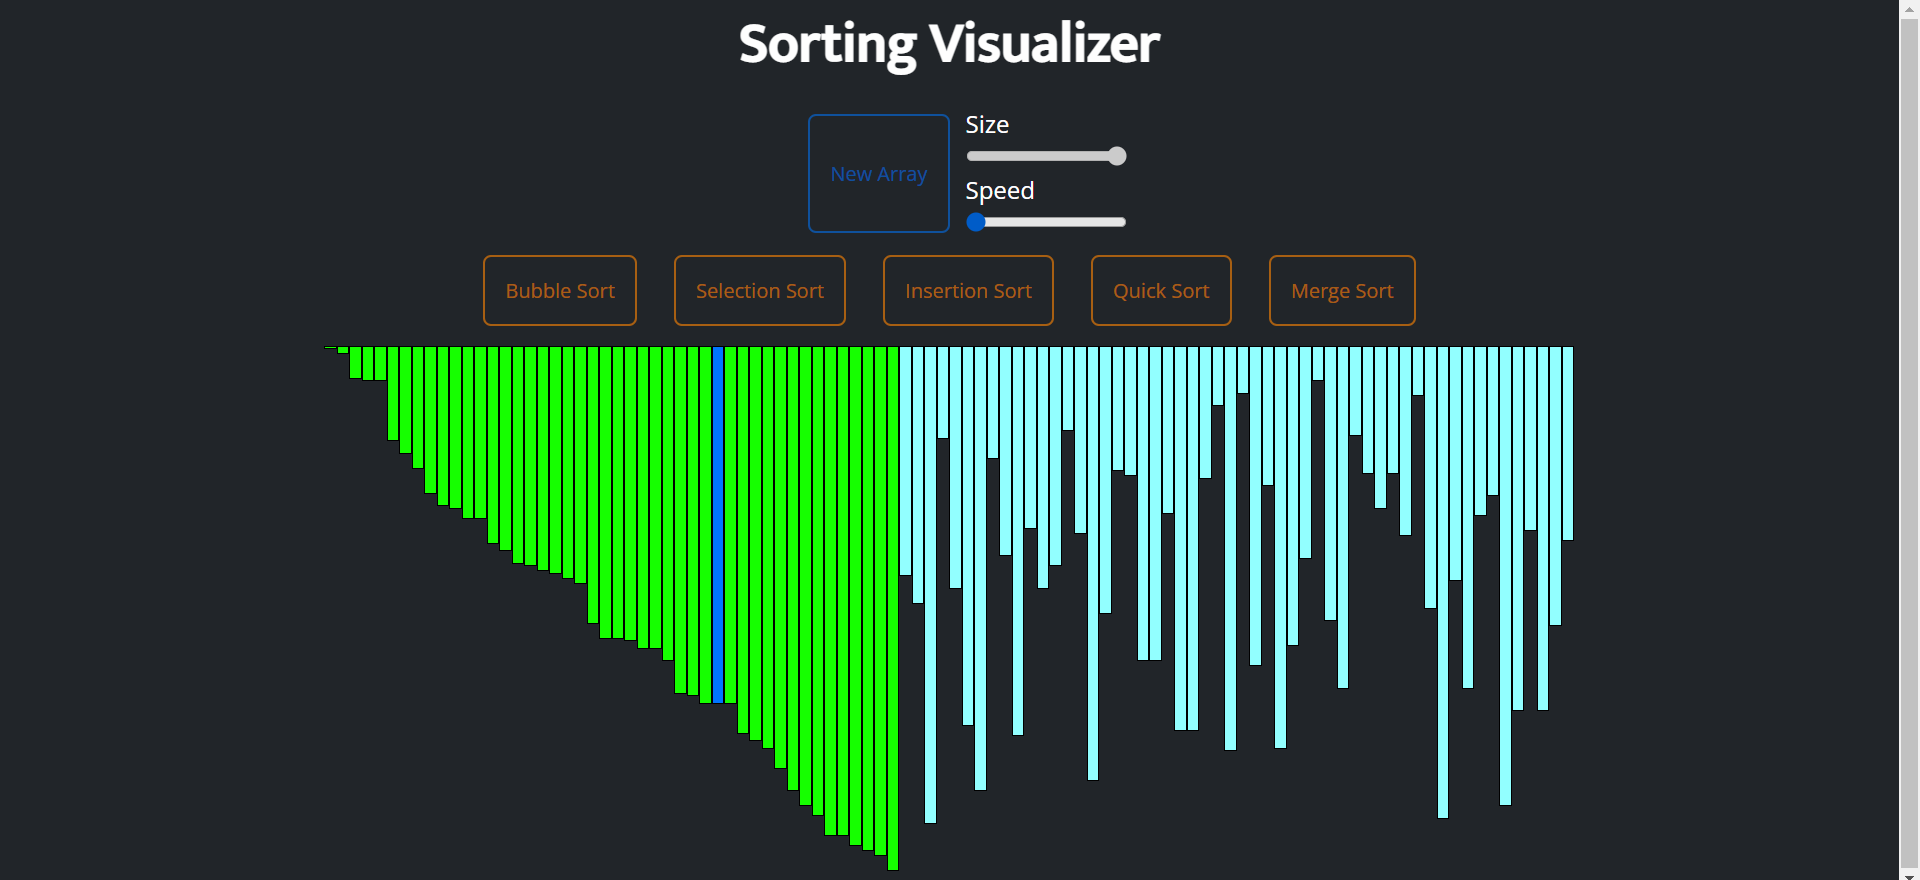 Sorting Visualizer
New Array
Size
Speed
Bubble Sort
Selection Sort
Insertion Sort
Quick Sort
Merge Sort